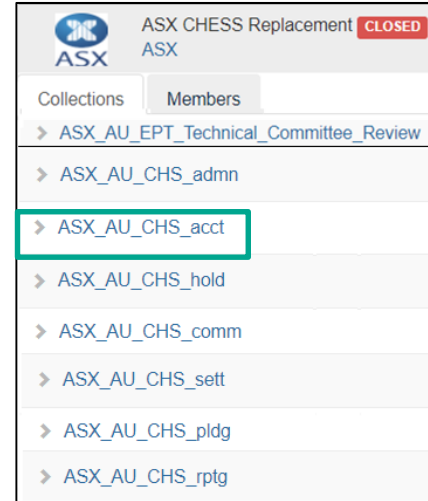 ASX CHESS Replacement CLOSED
ASX
ASX
Collections Members
ASX_AU_EPT_Technical_Committee_Review
ASX_AU_CHS_admn
ASX_AU_CHS_acct
ASX_AU_CHS_hold
ASX_AU_CHS_comm
ASX_AU_CHS_sett
ASX_AU_CHS_pldg
ASX_AU_CHS_rptg